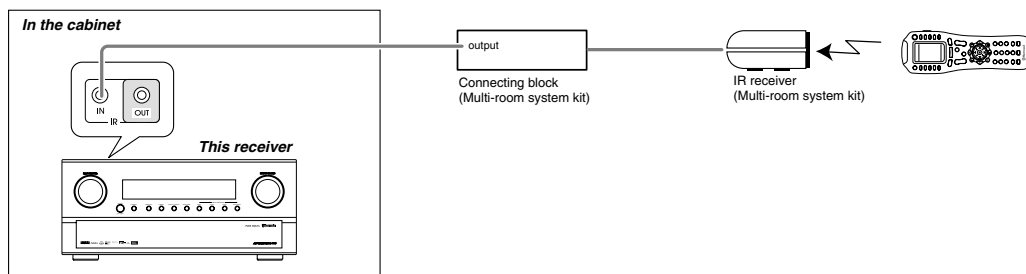 In the cabinet
output
Connecting block
(Multi-room system kit)
IR receiver
(Multi-room system kit)
IN
OUT
IR
This receiver